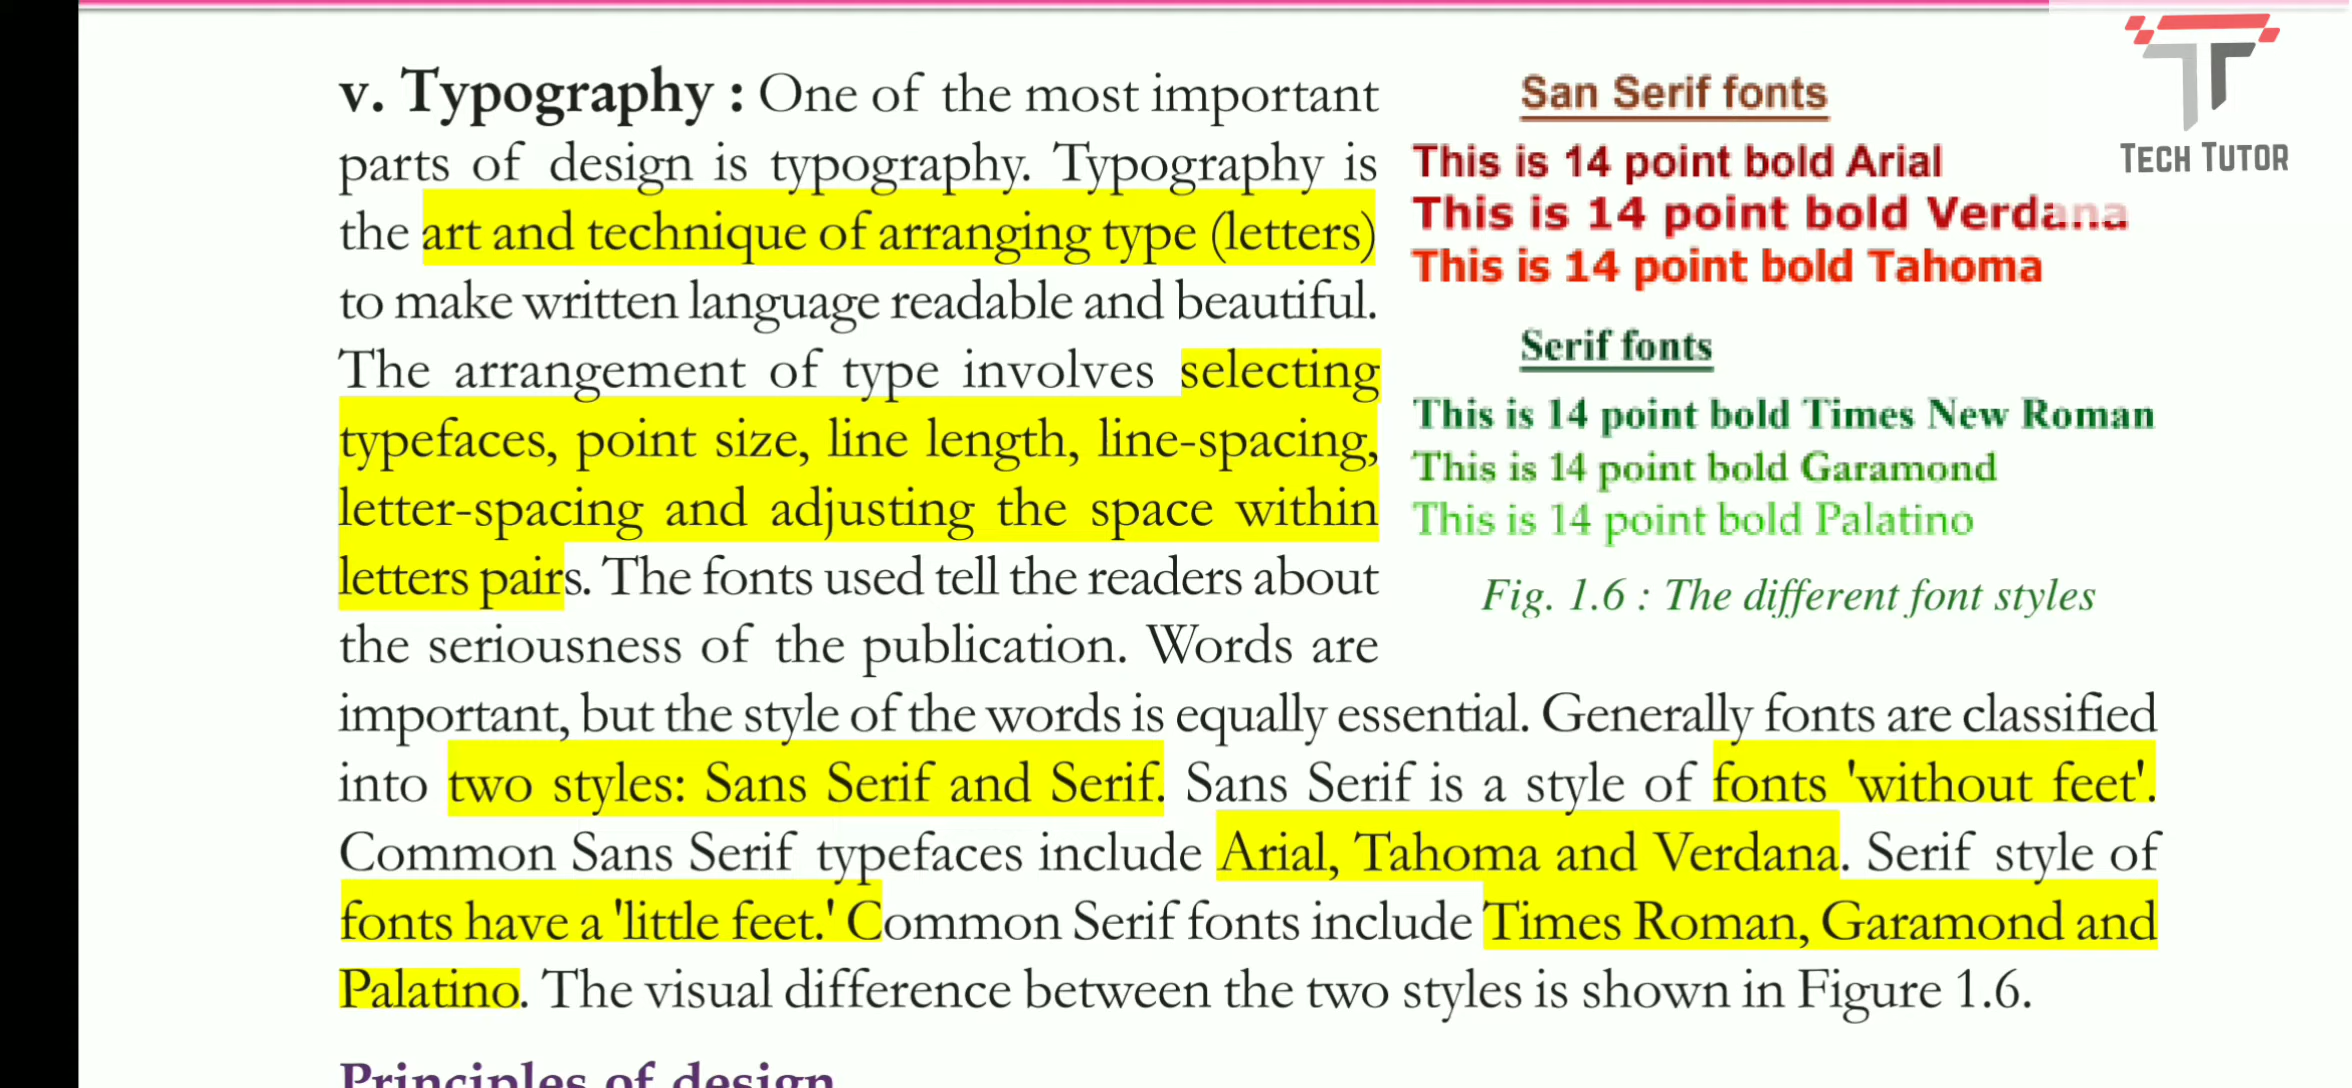 v. Typography : One of the most important
parts of design is typography. Typography is
the art and technique of arranging type (letters)
to make written language readable and beautiful.
The arrangement of type involves selecting
typefaces, point size, line length, line-spacing,
letter-spacing and adjusting the space within
letters pairs. The fonts used tell the readers about
the seriousness of the publication. Words are
important, but the style of the words is equally essential. Generally fonts are classified
into two styles: Sans Serif and Serif. Sans Serif is a style of fonts 'without feet'.
Common Sans Serif typefaces include Arial, Tahoma and Verdana. Serif style of
fonts have a 'little feet.' Common Serif fonts include Times Roman, Garamond and
Palatino. The visual difference between the two styles is shown in Figure 1.6.
San Serif fonts
This is 14 point bold Arial
This is 14 point bold Verdana
This is 14 point bold Tahoma
Serif fonts
This is 14 point bold Times New Roman
This is 14 point bold Garamond
This is 14 point bold Palatino
Fig. 1.6 : The different font styles
TECH TUTOR
Principles of design